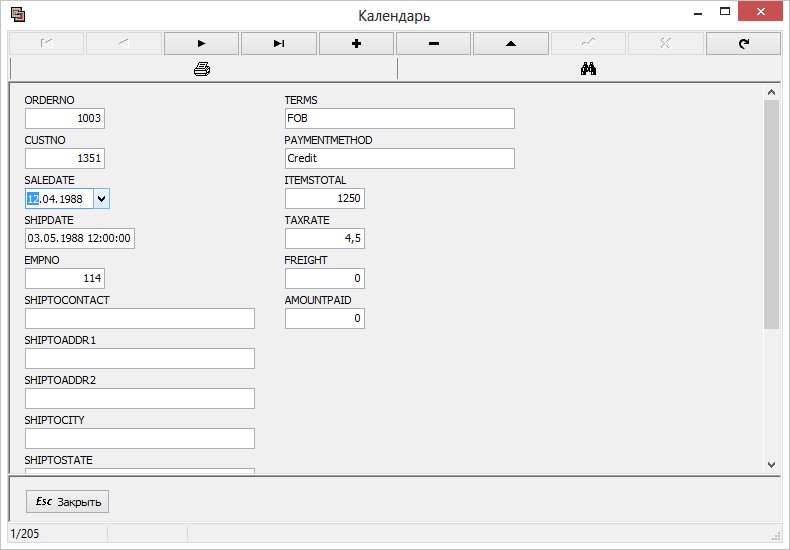 Календарь
ORDERNO
1003
CUSTNO
1351
SALEDATE
12.04.1988
SHIPDATE
03.05.1988 12:00:00
EMPNO
114
SHIPTOCONTACT
SHIPTOADDR1
SHIPTOADDR2
SHIPTOCITY
SHIPTOSTATE
TERMS
FOB
PAYMENTMETHOD
Credit
ITEMSTOTAL
1250
TAXRATE
4,5
FREIGHT
0
AMOUNTPAID
0
Esc Закрыть
1/205